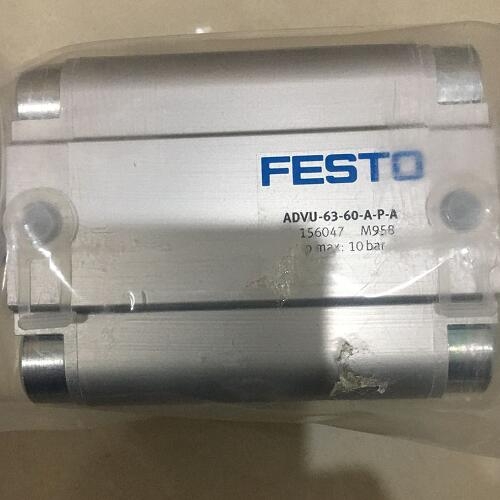 FESTO
ADVU-63-60-A-P-A
156047 M958
p max: 10 bar